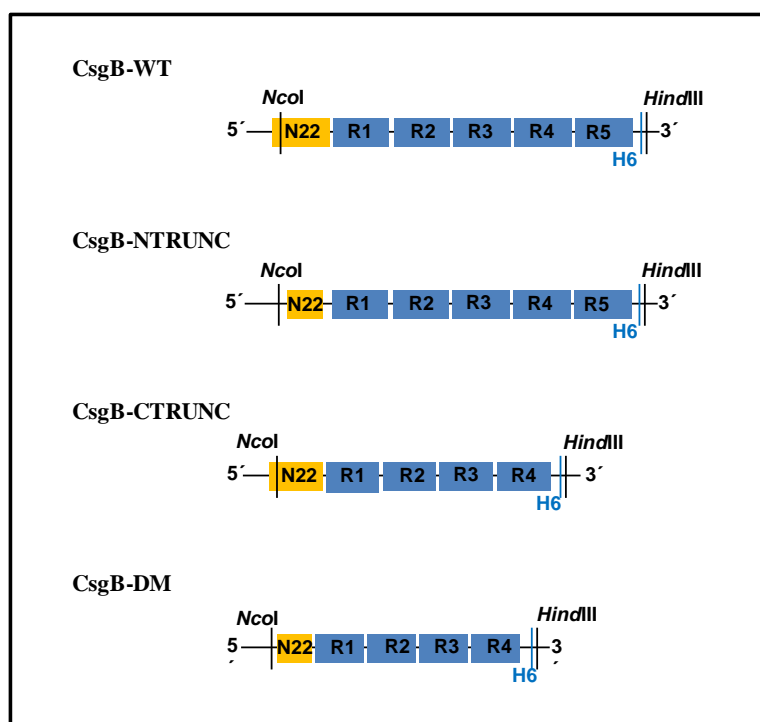 CsgB-WT
NcoI
HindIII
5´ N22 R1 R2 R3 R4 R5 3´
H6
CsgB-NTRUNC
NcoI
HindIII
5´ N22 R1 R2 R3 R4 R5 3´
H6
CsgB-CTRUNC
NcoI
HindIII
5´ N22 R1 R2 R3 R4 3´
H6
CsgB-DM
NcoI
HindIII
5 N22 R1 R2 R3 R4 3
´ H6 ´